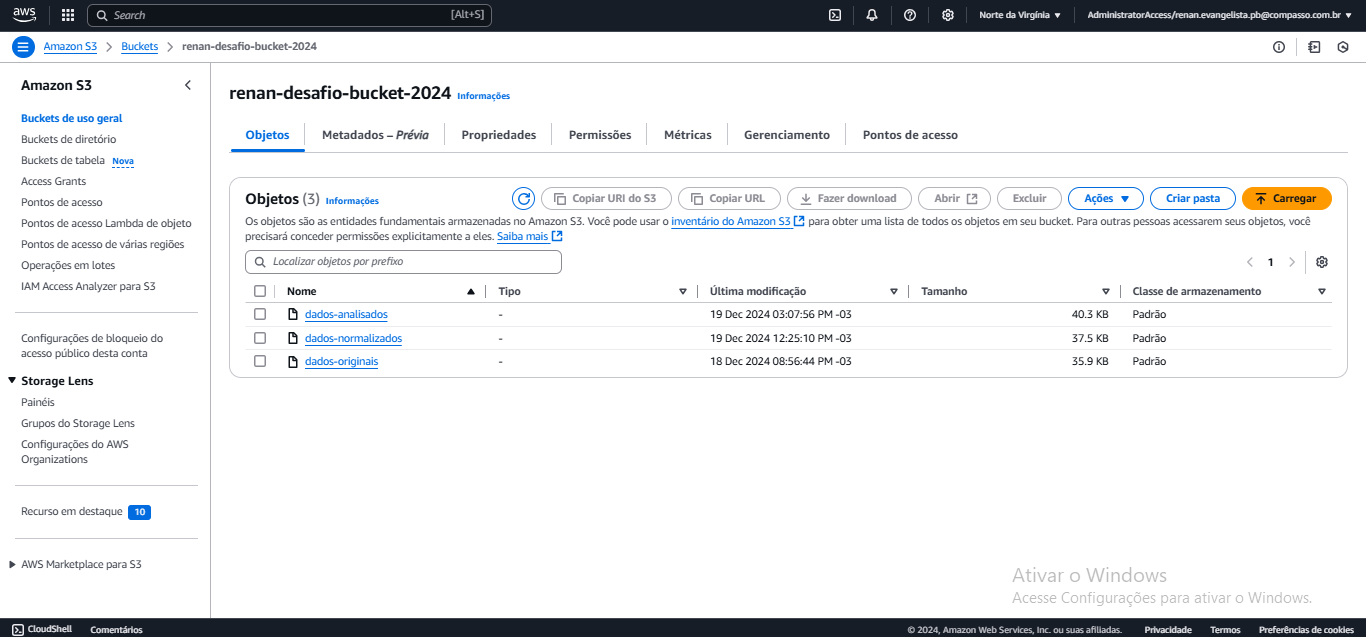 aws
Search
[Alt+S]
Norte da Virgínia
AdministratorAccess/renan.evangelista.pb@compasso.com.br
Amazon S3
Buckets
renan-desafio-bucket-2024
Amazon S3
Buckets de uso geral
Buckets de diretório
Buckets de tabela Nova
Access Grants
Pontos de acesso
Pontos de acesso Lambda de objeto
Pontos de acesso de várias regiões
Operações em lotes
IAM Access Analyzer para S3
Configurações de bloqueio do
acesso público desta conta
Storage Lens
Painéis
Grupos do Storage Lens
Configurações do AWS
Organizations
Recurso em destaque 10
AWS Marketplace para S3
renan-desafio-bucket-2024 Informações
Objetos
Metadados – Prévia
Propriedades
Permissões
Métricas
Gerenciamento
Pontos de acesso
Objetos (3) Informações
Copiar URI do S3
Copiar URL
Fazer download
Abrir
Excluir
Ações
Criar pasta
Carregar
Os objetos são as entidades fundamentais armazenadas no Amazon S3. Você pode usar o inventário do Amazon S3 para obter uma lista de todos os objetos em seu bucket. Para outras pessoas acessarem seus objetos, você
precisará conceder permissões explicitamente a eles. Saiba mais
Localizar objetos por prefixo
1
Nome Tipo Última modificação Tamanho Classe de armazenamento
dados-analisados - 19 Dec 2024 03:07:56 PM -03 40.3 KB Padrão
dados-normalizados - 19 Dec 2024 12:25:10 PM -03 37.5 KB Padrão
dados-originais - 18 Dec 2024 08:56:44 PM -03 35.9 KB Padrão
Ativar o Windows
Acesse Configurações para ativar o Windows.
CloudShell
Comentários
© 2024, Amazon Web Services, Inc. ou suas afiliadas.
Privacidade
Termos
Preferências de cookies